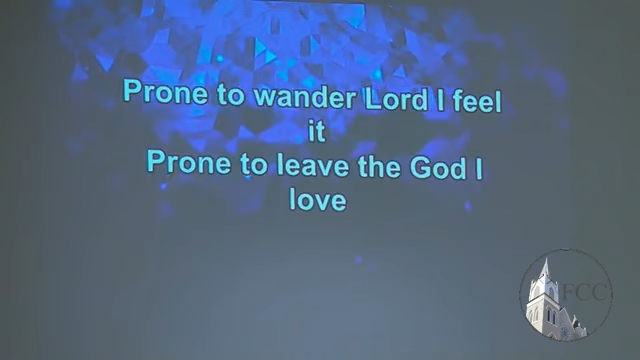 Prone to wander Lord I feel
it
Prone to leave the God I
love
FCC